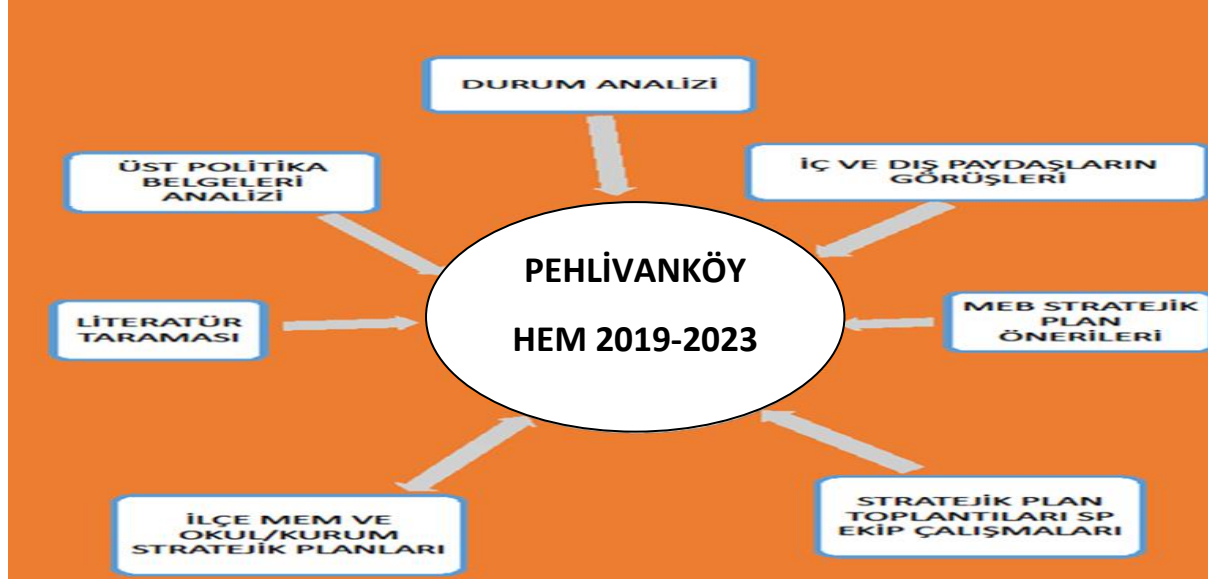 DURUM ANALİZİ
ÜST POLİTİKA
BELGELERİ
ANALİZİ
İÇ VE DIŞ PAYDAŞLARIN
GÖRÜŞLERİ
PEHLİVANKÖY
HEM 2019-2023
LİTERATÜR
TARAMASI
MEB STRATEJİK
PLAN
ÖNERİLERİ
İLÇE MEM VE
OKUL/KURUM
STRATEJİK PLANLARI
STRATEJİK PLAN
TOPLANTILARI SP
EKİP ÇALIŞMALARI